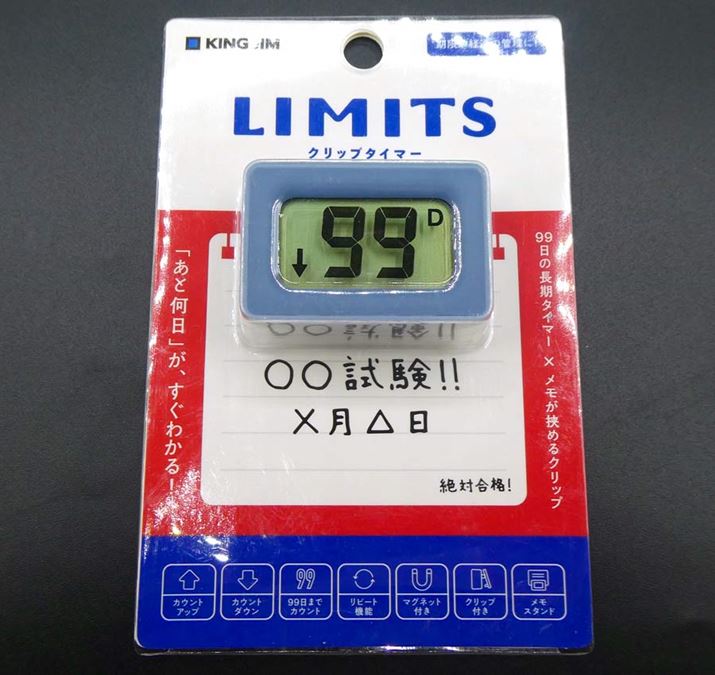 KING JIM
LIMITS
クリップタイマー
99 D
「あと何日」が、すぐわかる!
99日の長期タイマー × メモが挟めるクリップ
〇〇試験!!
×月△日
絶対合格!
99
カウント
アップ
カウント
ダウン
99日まで
カウント
リピート
機能
マグネット
付き
クリップ
付き
メモ
スタンド